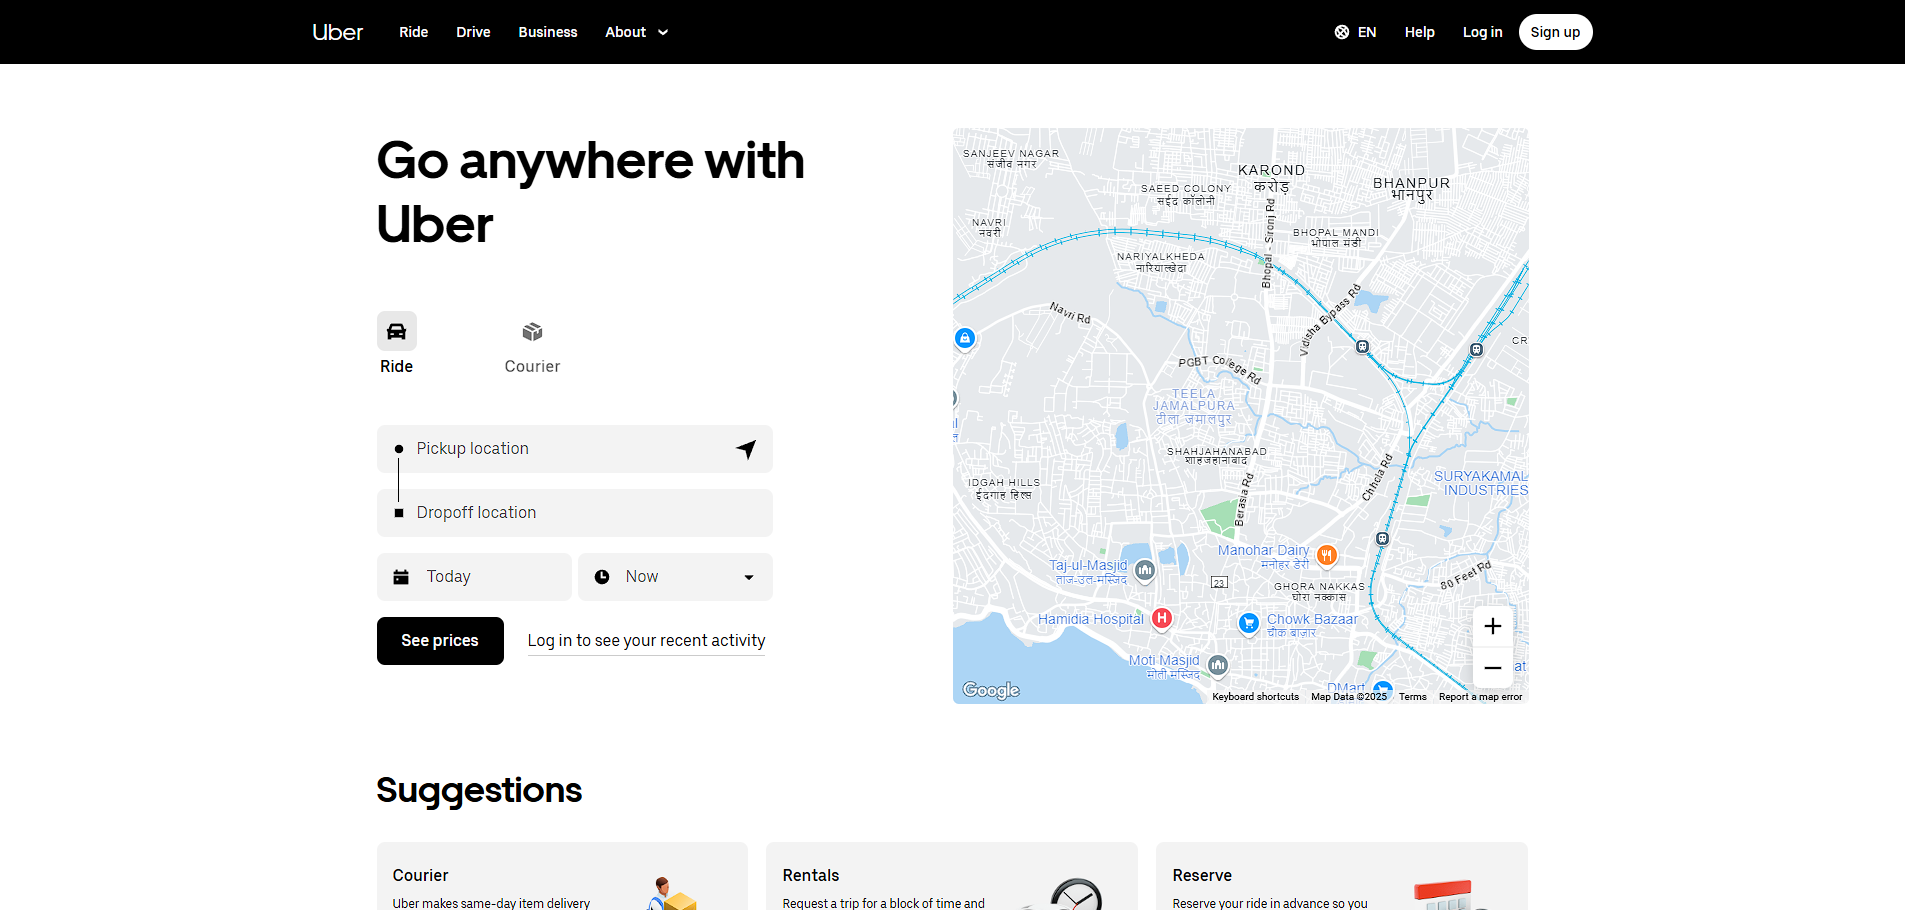 Uber
Ride
Drive
Business
About
EN
Help
Log in
Sign up
Go anywhere with
Uber
Ride
Courier
Pickup location
Dropoff location
Today
Now
See prices
Log in to see your recent activity
SANJEEV NAGAR
संजीव नगर
KAROND
करोंद
BHANPUR
भानपुर
SAEED COLONY
सईद कॉलोनी
NAVRI
नवरी
BHOPAL MANDI
भोपाल मंडी
Bhopal - Sironj Rd
NARIYALKHEDA
नारियालखेदा
Navri Rd
Vidisha Bypass Rd
CR
PGBT College Rd
TEELA
JAMALPURA
टीला जमालपुर
SHAHJAHANABAD
शाहजहानाबाद
Chhola Rd
IDGAH HILLS
ईदगाह हिल्स
Berasia Rd
SURYAKAMAL
INDUSTRIES
Manohar Dairy
मनोहर डेरी
Taj-ul-Masjid
ताज-उल-मस्जिद
23
GHORA NAKKAS
घोरा नक्कास
80 Feet Rd
Hamidia Hospital
H
Chowk Bazaar
चौक बाज़ार
Moti Masjid
मोती मस्जिद
at
DMart
Google
Keyboard shortcuts
Map Data ©2025
Terms
Report a map error
Suggestions
Courier
Uber makes same-day item delivery
Rentals
Request a trip for a block of time and
Reserve
Reserve your ride in advance so you